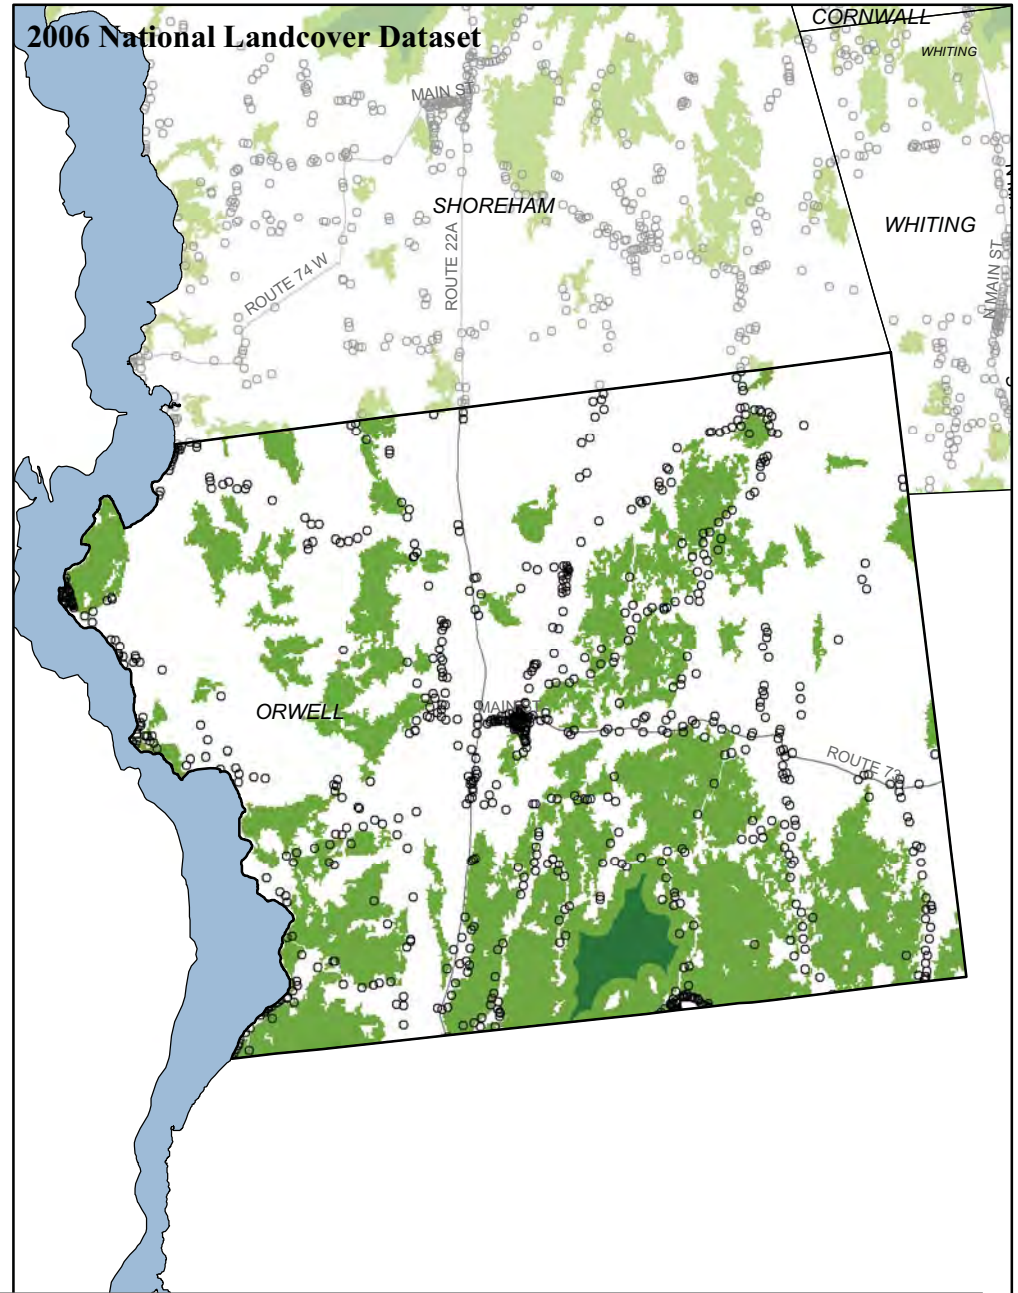 CORNWALL
2006 National Landcover Dataset
WHITING
MAIN ST
SHOREHAM
WHITING
ROUTE 22A
ROUTE 74 W
N MAIN ST
ORWELL
MAIN ST
ROUTE 73